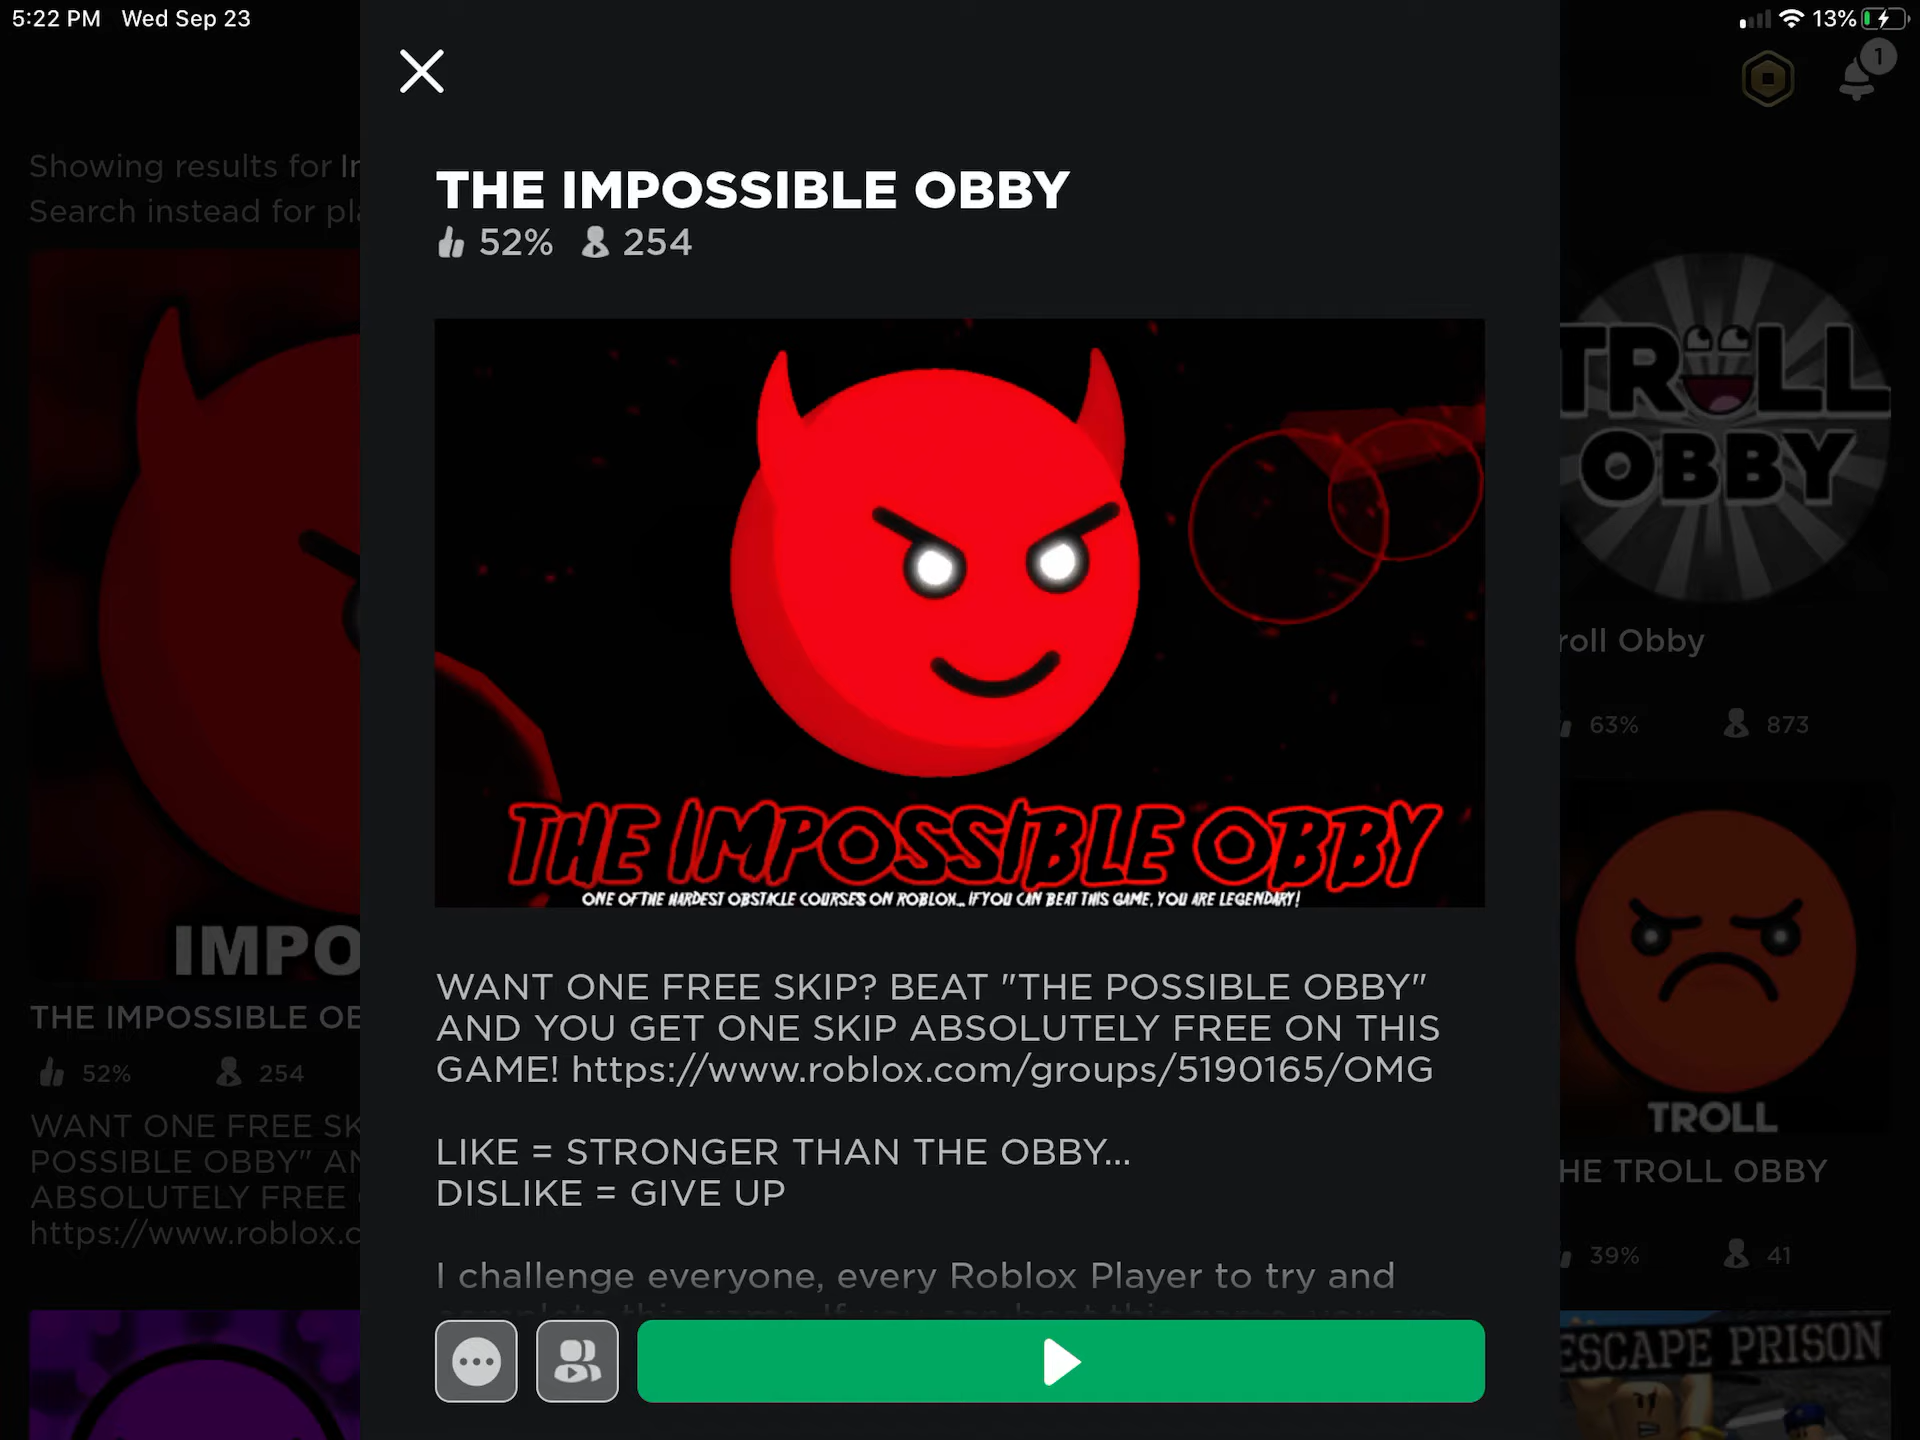 5:22 PM Wed Sep 23
13%
1
Showing results for
Search instead for
THE IMPOSSIBLE OBBY
52% 254
THE IMPOSSIBLE OBBY
ONE OF THE HARDEST OBSTACLE COURSES ON ROBLOX... IF YOU CAN BEAT THIS GAME, YOU ARE LEGENDARY!
WANT ONE FREE SKIP? BEAT "THE POSSIBLE OBBY"
AND YOU GET ONE SKIP ABSOLUTELY FREE ON THIS
GAME! https://www.roblox.com/groups/5190165/OMG
LIKE = STRONGER THAN THE OBBY...
DISLIKE = GIVE UP
I challenge everyone, every Roblox Player to try and
IMPO
THE IMPOSSIBLE
52% 254
WANT ONE FREE
POSSIBLE OBBY"
ABSOLUTELY FREE
https://www.roblox.c
TROLL
OBBY
roll Obby
63% 873
TROLL
HE TROLL OBBY
39% 41
ESCAPE PRISON